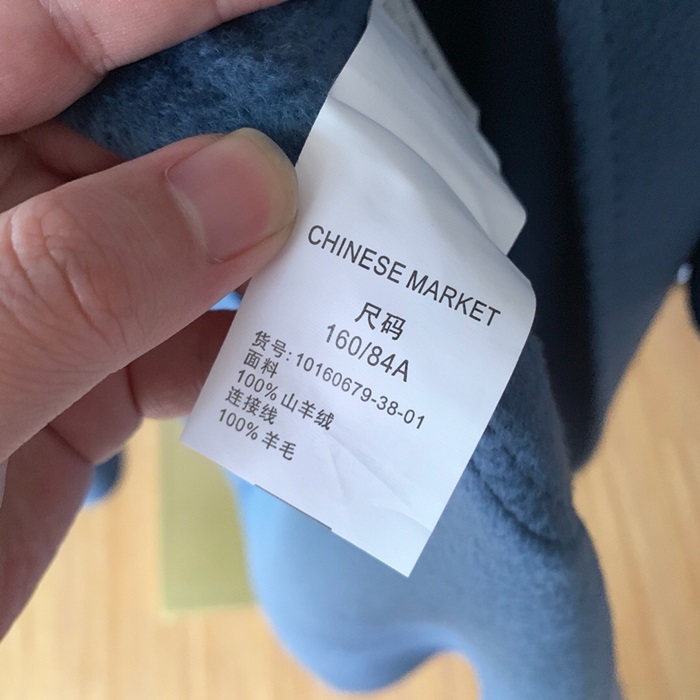 CHINESE MARKET
尺码
160/84A
货号: 10160679-38-01
面料
100% 山羊绒
连接线
100% 羊毛